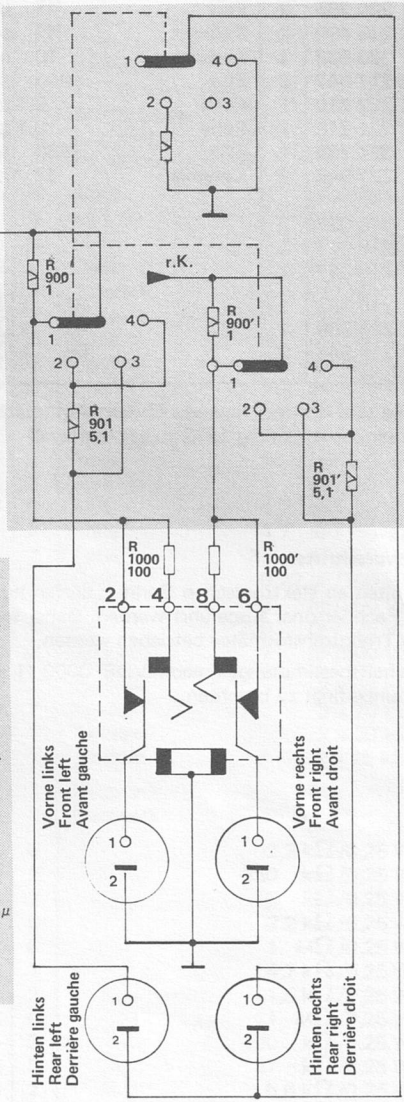 1 4
2 3
r.K.
R
900
1
R
900'
1
1 4
2 3
1 4
2 3
R
901
5,1
R
901'
5,1
R
1000
100
R
1000'
100
2 4 8 6
Vorne links
Front left
Avant gauche
Vorne rechts
Front right
Avant droit
1
2
1
2
μ
Hinten links
Rear left
Derrière gauche
Hinten rechts
Rear right
Derrière droit
1
2
1
2